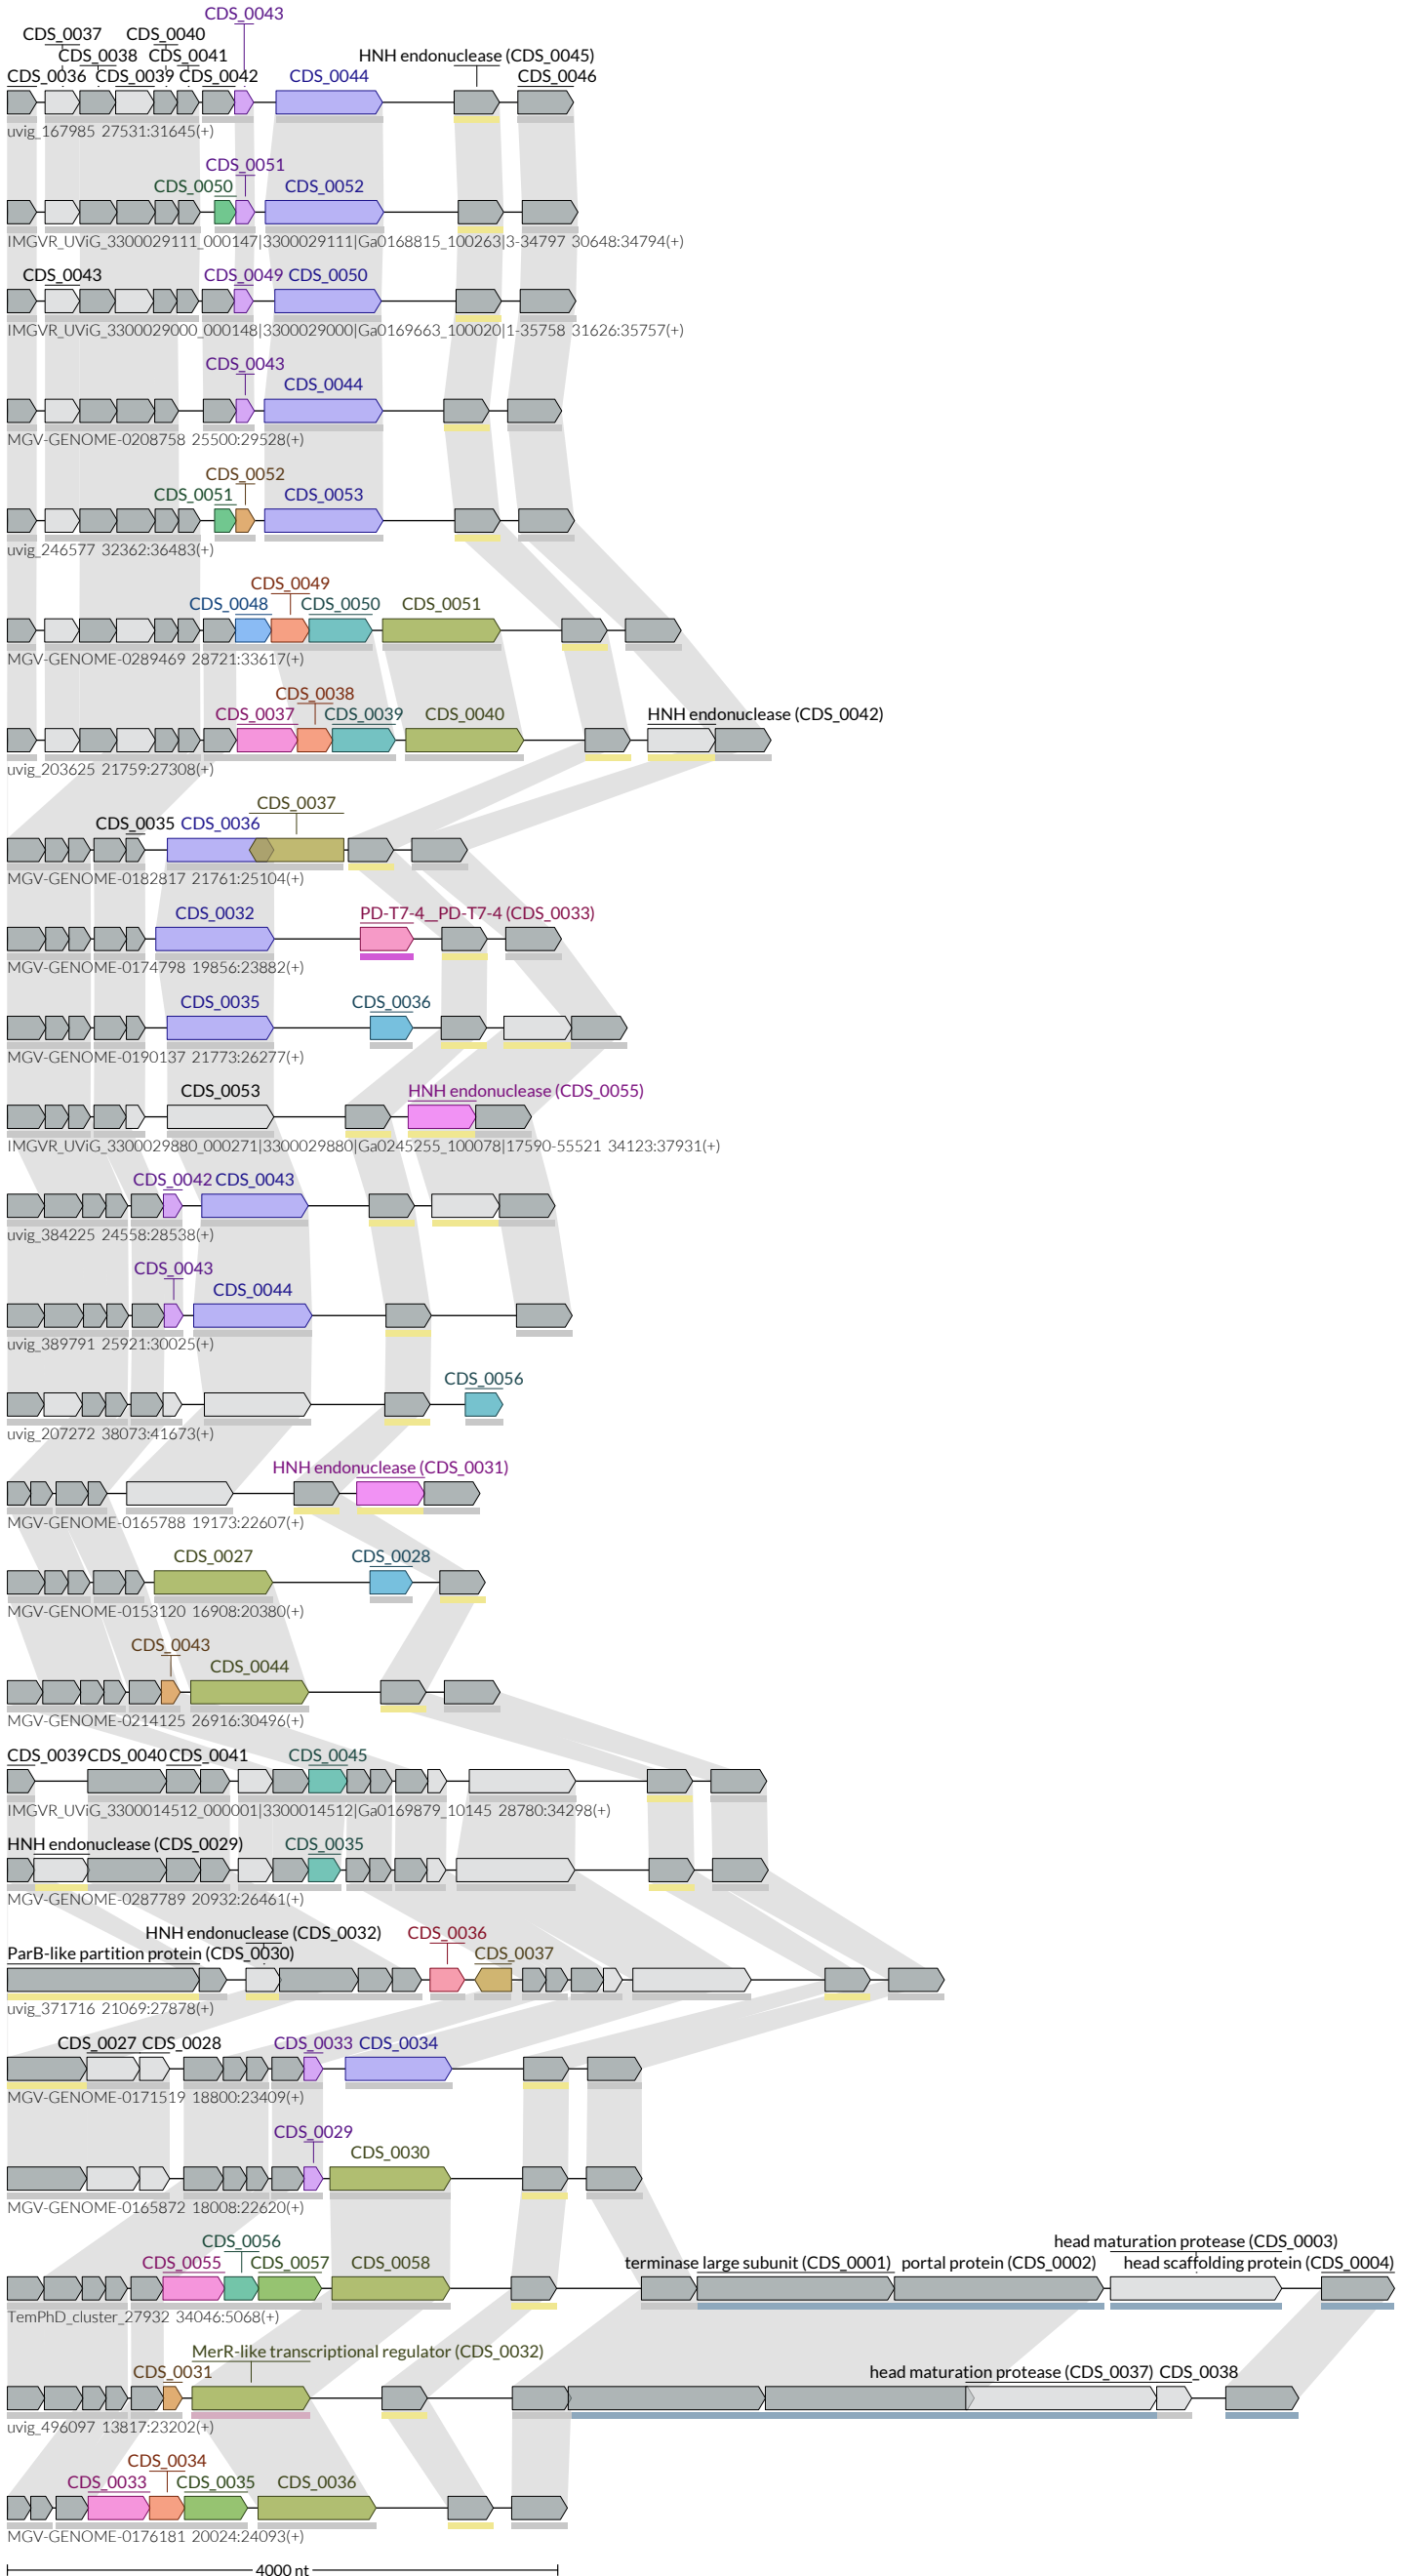 CDS_0043
CDS_0037 CDS_0040
CDS_0038 CDS_0041 HNH endonuclease (CDS_0045)
CDS_0036 CDS_0039 CDS_0042 CDS_0044 CDS_0046
uvig_167985 27531:31645(+)
CDS_0051
CDS_0050 CDS_0052
IMGVR_UViG_3300029111_000147|3300029111|Ga0168815_100263|3-34797 30648:34794(+)
CDS_0043 CDS_0049 CDS_0050
IMGVR_UViG_3300029000_000148|3300029000|Ga0169663_100020|1-35758 31626:35757(+)
CDS_0043
CDS_0044
MGV-GENOME-0208758 25500:29528(+)
CDS_0052
CDS_0051 CDS_0053
uvig_246577 32362:36483(+)
CDS_0049
CDS_0048 CDS_0050 CDS_0051
MGV-GENOME-0289469 28721:33617(+)
CDS_0038
CDS_0037 CDS_0039 CDS_0040 HNH endonuclease (CDS_0042)
uvig_203625 21759:27308(+)
CDS_0037
CDS_0035 CDS_0036
MGV-GENOME-0182817 21761:25104(+)
CDS_0032 PD-T7-4__PD-T7-4 (CDS_0033)
MGV-GENOME-0174798 19856:23882(+)
CDS_0035 CDS_0036
MGV-GENOME-0190137 21773:26277(+)
CDS_0053 HNH endonuclease (CDS_0055)
IMGVR_UViG_3300029880_000271|3300029880|Ga0245255_100078|17590-55521 34123:37931(+)
CDS_0042 CDS_0043
uvig_384225 24558:28538(+)
CDS_0043
CDS_0044
uvig_389791 25921:30025(+)
CDS_0056
uvig_207272 38073:41673(+)
HNH endonuclease (CDS_0031)
MGV-GENOME-0165788 19173:22607(+)
CDS_0027 CDS_0028
MGV-GENOME-0153120 16908:20380(+)
CDS_0043
CDS_0044
MGV-GENOME-0214125 26916:30496(+)
CDS_0039 CDS_0040 CDS_0041 CDS_0045
IMGVR_UViG_3300014512_000001|3300014512|Ga0169879_10145 28780:34298(+)
HNH endonuclease (CDS_0029) CDS_0035
MGV-GENOME-0287789 20932:26461(+)
HNH endonuclease (CDS_0032) CDS_0036
ParB-like partition protein (CDS_0030) CDS_0037
uvig_371716 21069:27878(+)
CDS_0027 CDS_0028 CDS_0033 CDS_0034
MGV-GENOME-0171519 18800:23409(+)
CDS_0029
CDS_0030
MGV-GENOME-0165872 18008:22620(+)
CDS_0056 head maturation protease (CDS_0003)
CDS_0055 CDS_0057 CDS_0058 terminase large subunit (CDS_0001) portal protein (CDS_0002) head scaffolding protein (CDS_0004)
TemPhD_cluster_27932 34046:5068(+)
MerR-like transcriptional regulator (CDS_0032)
CDS_0031 head maturation protease (CDS_0037) CDS_0038
uvig_496097 13817:23202(+)
CDS_0034
CDS_0033 CDS_0035 CDS_0036
MGV-GENOME-0176181 20024:24093(+)
4000 nt